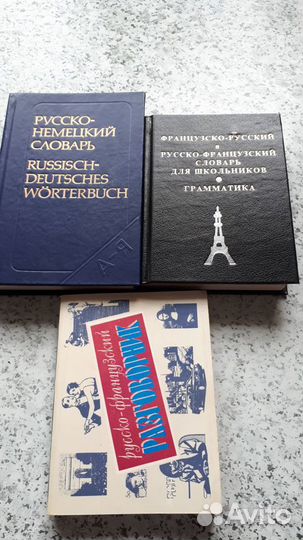 РУССКО-
НЕМЕЦКИЙ
СЛОВАРЬ
RUSSISCH-
DEUTSCHES
WÖRTERBUCH
Р-Я
ФРАНЦУЗСКО-РУССКИЙ
и
РУССКО-ФРАНЦУЗСКИЙ
СЛОВАРЬ
ДЛЯ ШКОЛЬНИКОВ
•
ГРАММАТИКА
русско-французский
РАЗГОВОРНИК
Avito